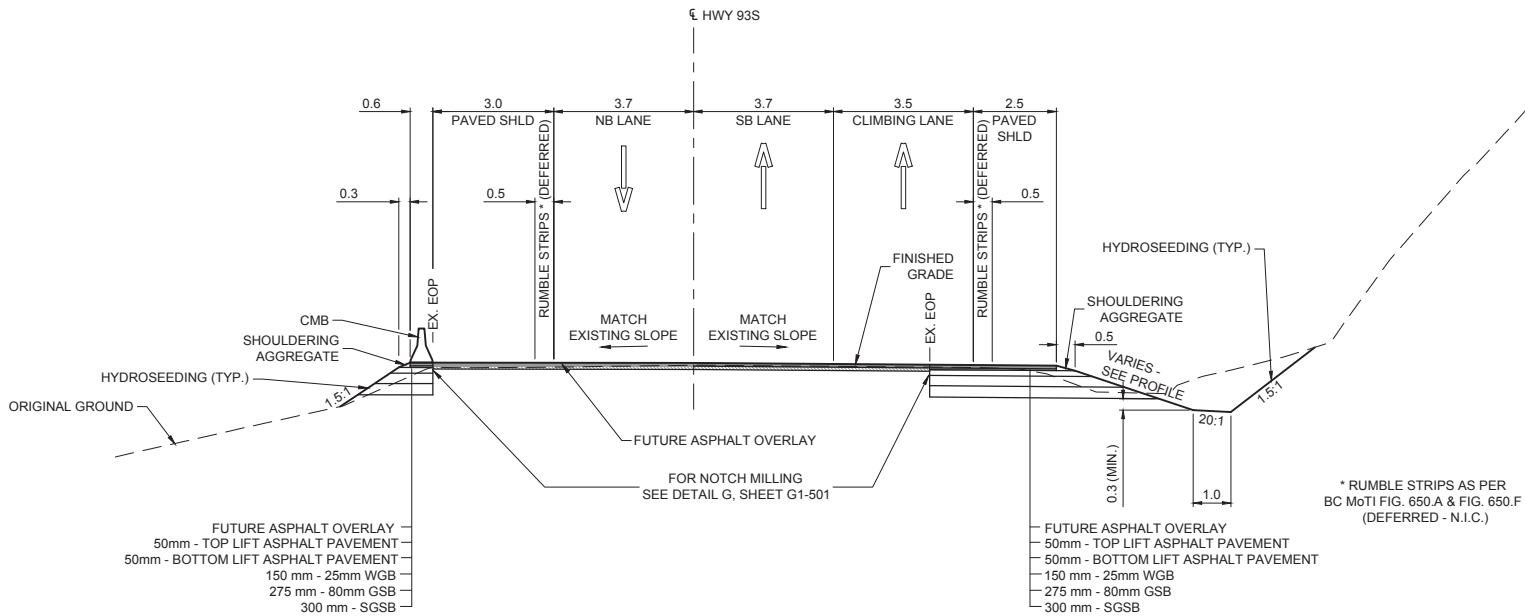 ℄ HWY 93S
0.6
3.0
3.7
3.7
3.5
2.5
PAVED SHLD
NB LANE
SB LANE
CLIMBING LANE
PAVED
SHLD
RUMBLE STRIPS * (DEFERRED)
RUMBLE STRIPS * (DEFERRED)
0.3
0.5
0.5
HYDROSEEDING (TYP.)
FINISHED
GRADE
EX. EOP
EX. EOP
SHOULDERING
AGGREGATE
CMB
MATCH
EXISTING SLOPE
MATCH
EXISTING SLOPE
0.5
SHOULDERING
AGGREGATE
VARIES -
SEE PROFILE
HYDROSEEDING (TYP.)
1.5:1
1.5:1
ORIGINAL GROUND
20:1
FUTURE ASPHALT OVERLAY
0.3 (MIN.)
FOR NOTCH MILLING
SEE DETAIL G, SHEET G1-501
1.0
* RUMBLE STRIPS AS PER
BC MoTI FIG. 650.A & FIG. 650.F
(DEFERRED - N.I.C.)
FUTURE ASPHALT OVERLAY
50mm - TOP LIFT ASPHALT PAVEMENT
50mm - BOTTOM LIFT ASPHALT PAVEMENT
150 mm - 25mm WGB
275 mm - 80mm GSB
300 mm - SGSB
FUTURE ASPHALT OVERLAY
50mm - TOP LIFT ASPHALT PAVEMENT
50mm - BOTTOM LIFT ASPHALT PAVEMENT
150 mm - 25mm WGB
275 mm - 80mm GSB
300 mm - SGSB